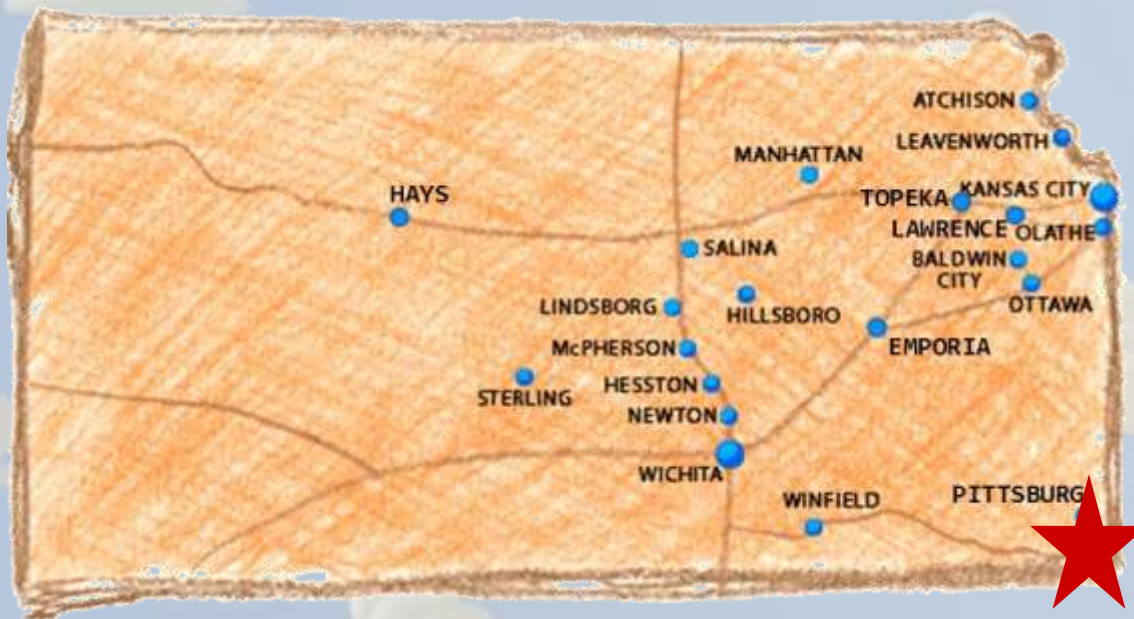 ATCHISON
LEAVENWORTH
MANHATTAN
KANSAS CITY
HAYS
TOPEKA
LAWRENCE
OLATHE
SALINA
BALDWIN
CITY
OTTAWA
LINDSBORG
HILLSBORO
McPHERSON
EMPORIA
HESSTON
STERLING
NEWTON
WICHITA
WINFIELD
PITTSBURG